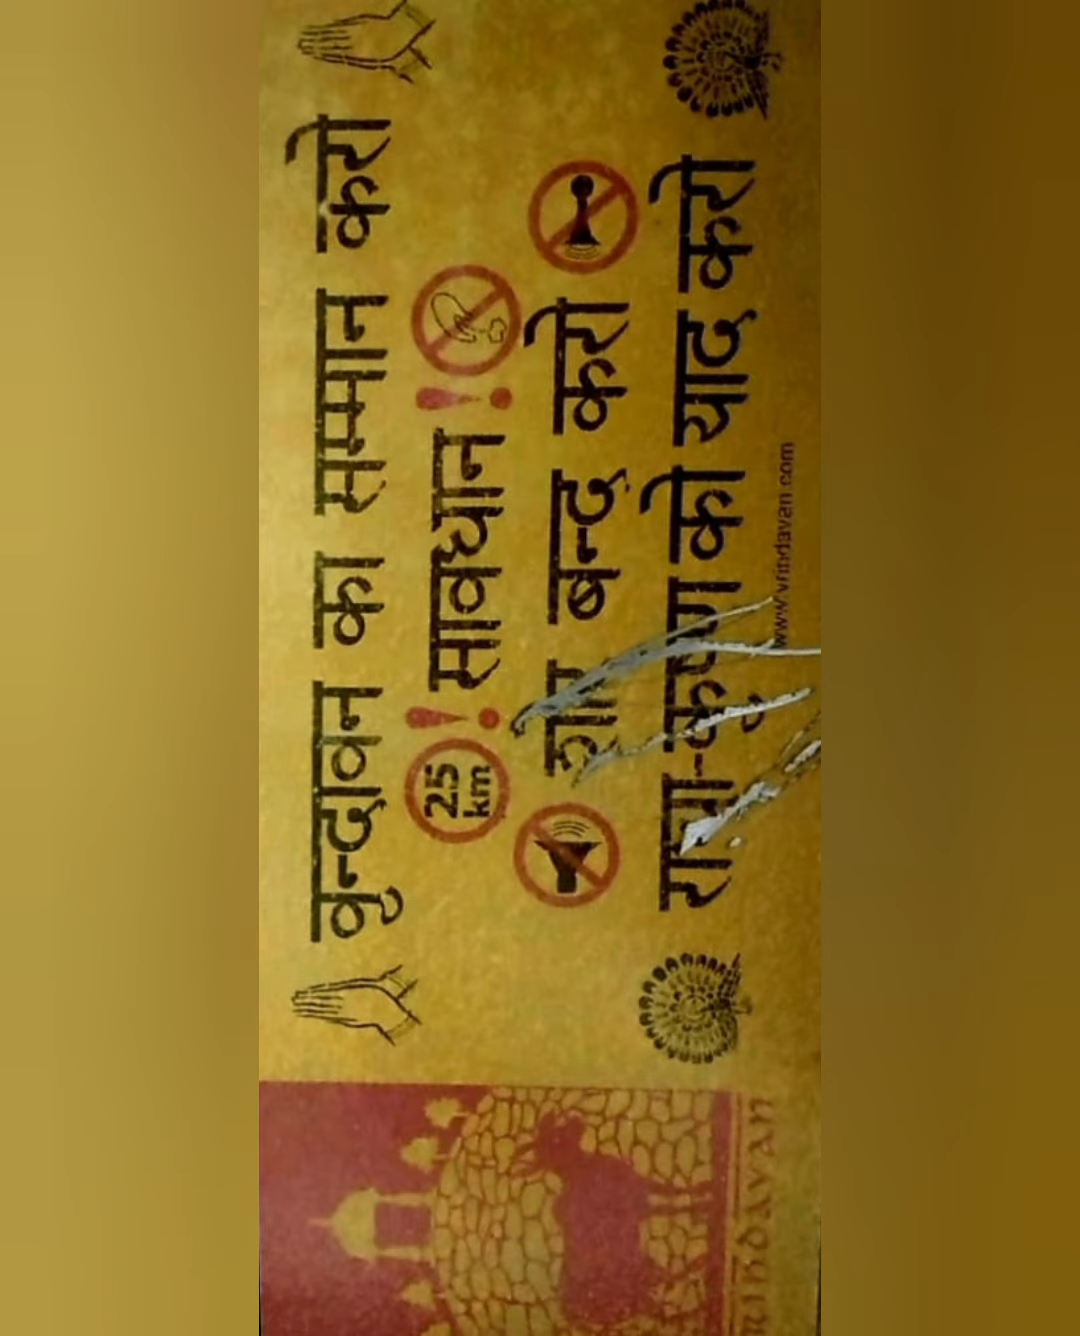 वृन्दावन का सम्मान करो
25 km ! सावधान !
शोर बन्द करो
राधा-कृष्ण को याद करो
www.vrindavan.com